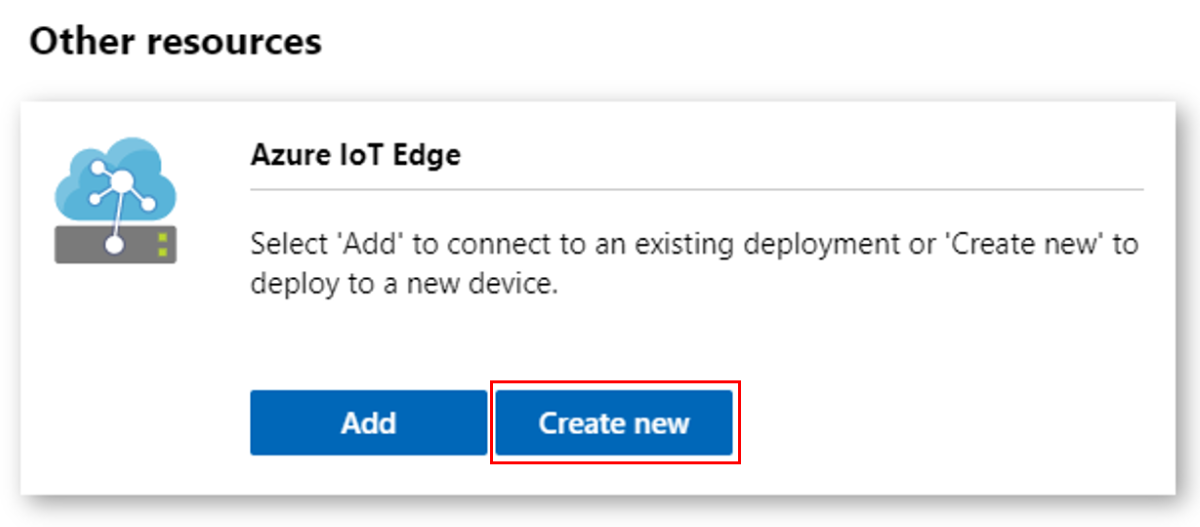 Other resources
Azure IoT Edge
Select 'Add' to connect to an existing deployment or 'Create new' to
deploy to a new device.
Add
Create new